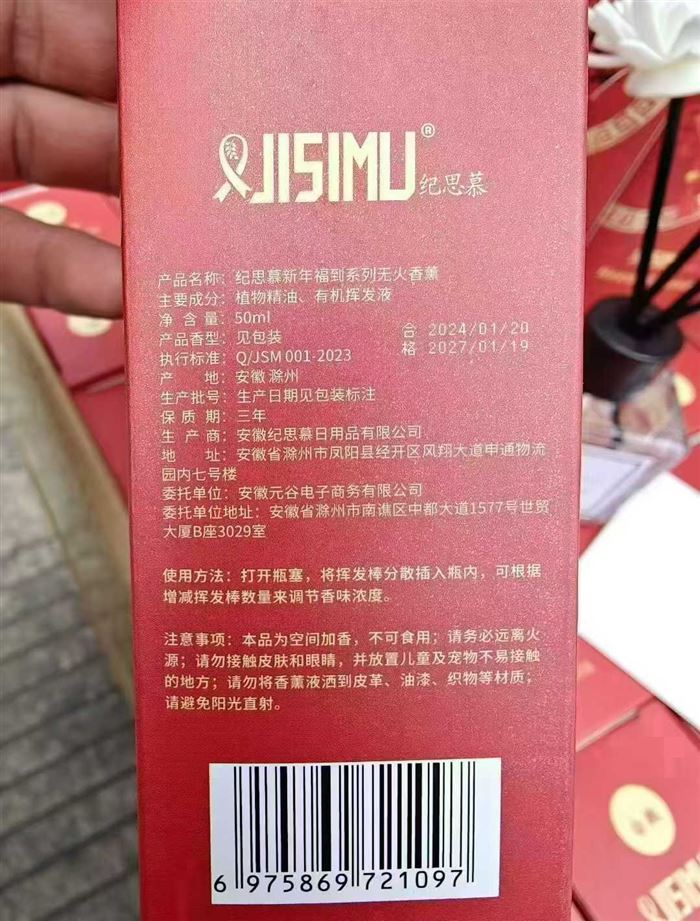 JISIMU®
纪思慕
产品名称：纪思慕新年福到系列无火香薰
主要成分：植物精油、有机挥发液
净 含 量：50ml
产品香型：见包装
合 2024/01/20
格 2027/01/19
执行标准：Q/JSM 001-2023
产 地：安徽 滁州
生产批号：生产日期见包装标注
保 质 期：三年
生 产 商：安徽纪思慕日用品有限公司
地 址：安徽省滁州市凤阳县经开区风翔大道申通物流
园内七号楼
委托单位：安徽元谷电子商务有限公司
委托单位地址：安徽省滁州市南谯区中都大道1577号世贸
大厦B座3029室
使用方法：打开瓶塞，将挥发棒分散插入瓶内，可根据
增减挥发棒数量来调节香味浓度。
注意事项：本品为空间加香，不可食用；请务必远离火
源；请勿接触皮肤和眼睛，并放置儿童及宠物不易接触
的地方；请勿将香薰液洒到皮革、油漆、织物等材质；
请避免阳光直射。
6 975869 721097